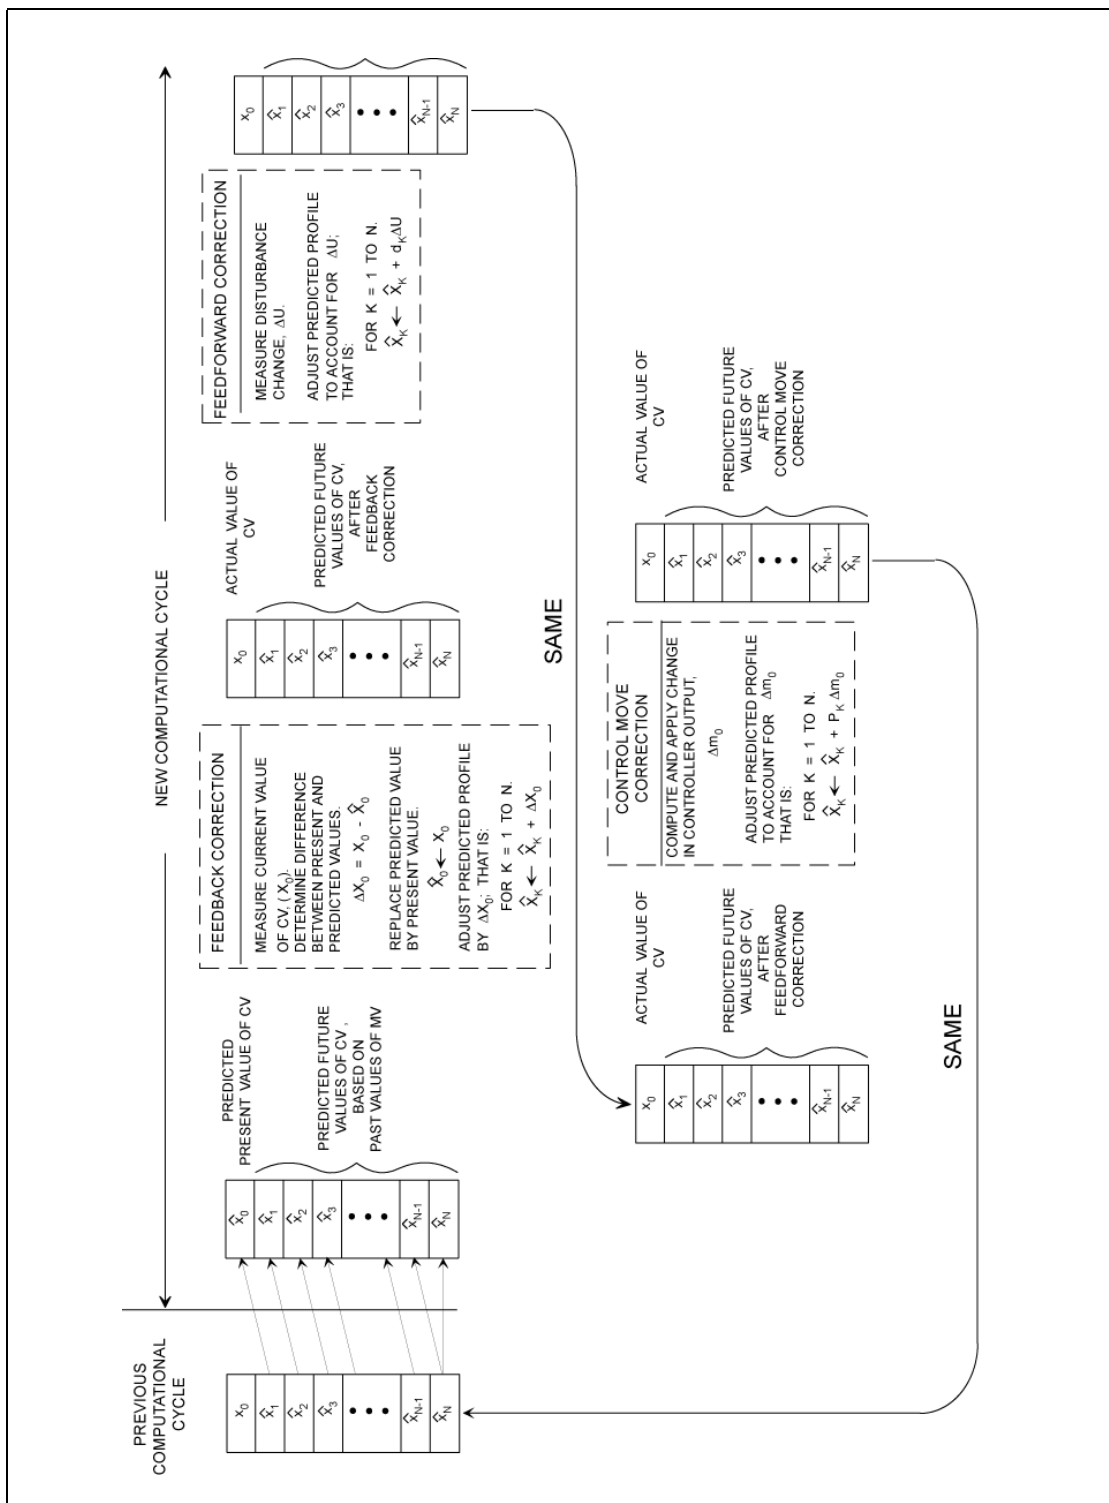 NEW COMPUTATIONAL CYCLE
PREVIOUS
COMPUTATIONAL
CYCLE
x₀
x̂₁
x̂₂
x̂₃
• • •
x̂N-1
x̂N
PREDICTED
PRESENT VALUE OF CV
PREDICTED FUTURE
VALUES OF CV ,
BASED ON
PAST VALUES OF MV
x̂₀
x̂₁
x̂₂
x̂₃
• • •
x̂N-1
x̂N
FEEDBACK CORRECTION
MEASURE CURRENT VALUE
OF CV, ( X₀).
DETERMINE DIFFERENCE
BETWEEN PRESENT AND
PREDICTED VALUES.
ΔX₀ = X₀ - X̂₀
REPLACE PREDICTED VALUE
BY PRESENT VALUE.
X̂₀ ← X₀
ADJUST PREDICTED PROFILE
BY ΔX₀; THAT IS:
FOR K = 1 TO N.
X̂K ← X̂K + ΔX₀
x₀
x̂₁
x̂₂
x̂₃
• • •
x̂N-1
x̂N
ACTUAL VALUE OF
CV
PREDICTED FUTURE
VALUES OF CV,
AFTER
FEEDBACK
CORRECTION
FEEDFORWARD CORRECTION
MEASURE DISTURBANCE
CHANGE, ΔU.
ADJUST PREDICTED PROFILE
TO ACCOUNT FOR ΔU;
THAT IS:
FOR K = 1 TO N.
X̂K ← X̂K + dKΔU
x₀
x̂₁
x̂₂
x̂₃
• • •
x̂N-1
x̂N
SAME
x₀
x̂₁
x̂₂
x̂₃
• • •
x̂N-1
x̂N
ACTUAL VALUE OF
CV
PREDICTED FUTURE
VALUES OF CV,
AFTER
FEEDFORWARD
CORRECTION
CONTROL MOVE
CORRECTION
COMPUTE AND APPLY CHANGE
IN CONTROLLER OUTPUT,
Δm₀
ADJUST PREDICTED PROFILE
TO ACCOUNT FOR Δm₀
THAT IS:
FOR K = 1 TO N.
X̂K ← X̂K + PK Δm₀
x₀
x̂₁
x̂₂
x̂₃
• • •
x̂N-1
x̂N
ACTUAL VALUE OF
CV
PREDICTED FUTURE
VALUES OF CV,
AFTER
CONTROL MOVE
CORRECTION
SAME